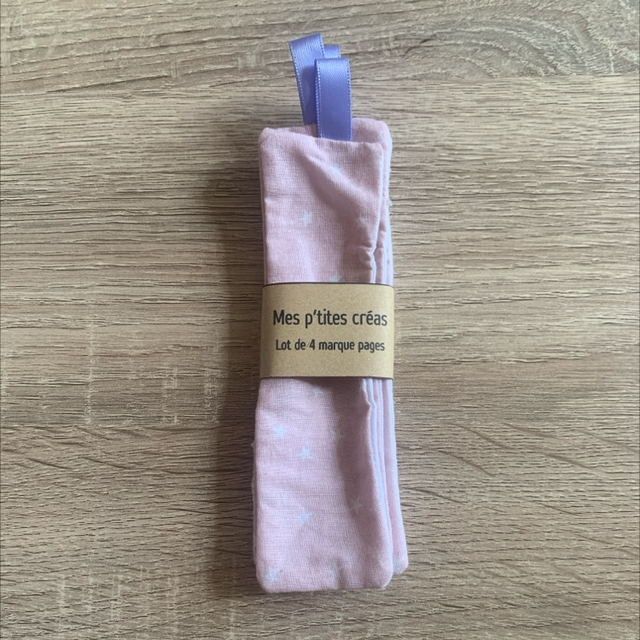 Mes p'tites créas
Lot de 4 marque pages